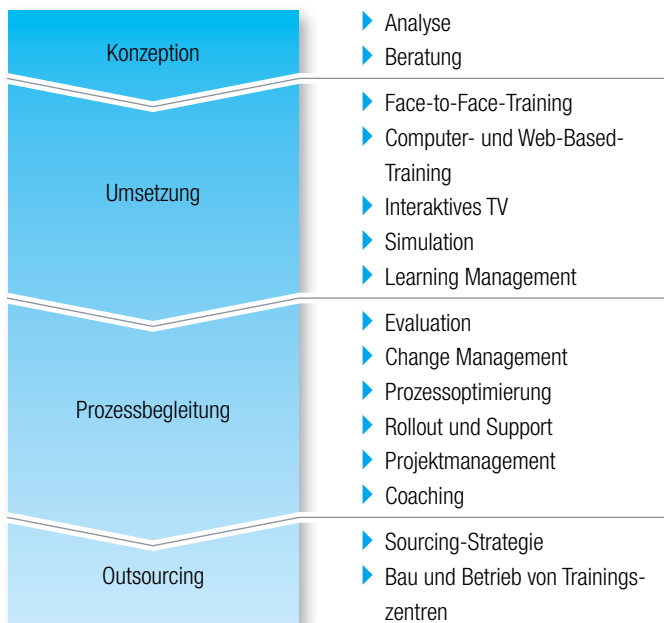 Konzeption
Analyse
Beratung
Umsetzung
Face-to-Face-Training
Computer- und Web-Based-
Training
Interaktives TV
Simulation
Learning Management
Prozessbegleitung
Evaluation
Change Management
Prozessoptimierung
Rollout und Support
Projektmanagement
Coaching
Outsourcing
Sourcing-Strategie
Bau und Betrieb von Trainings-
zentren